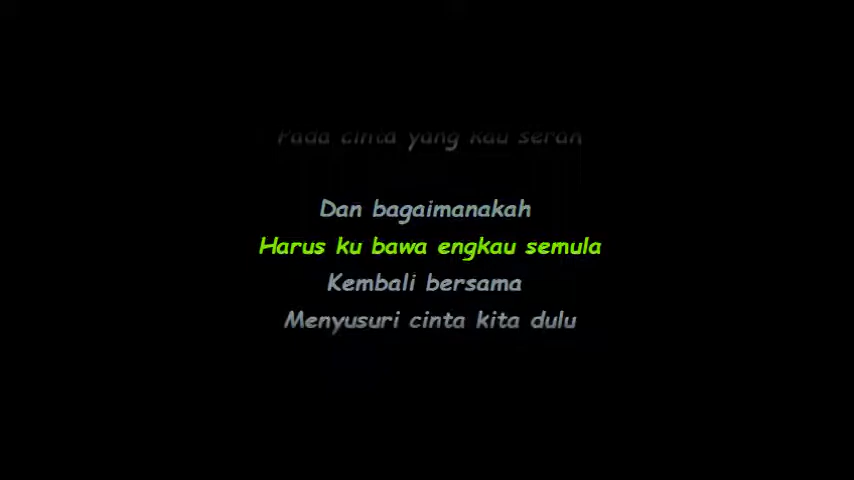 Pada cinta yang kau serah
Dan bagaimanakah
Harus ku bawa engkau semula
Kembali bersama
Menyusuri cinta kita dulu